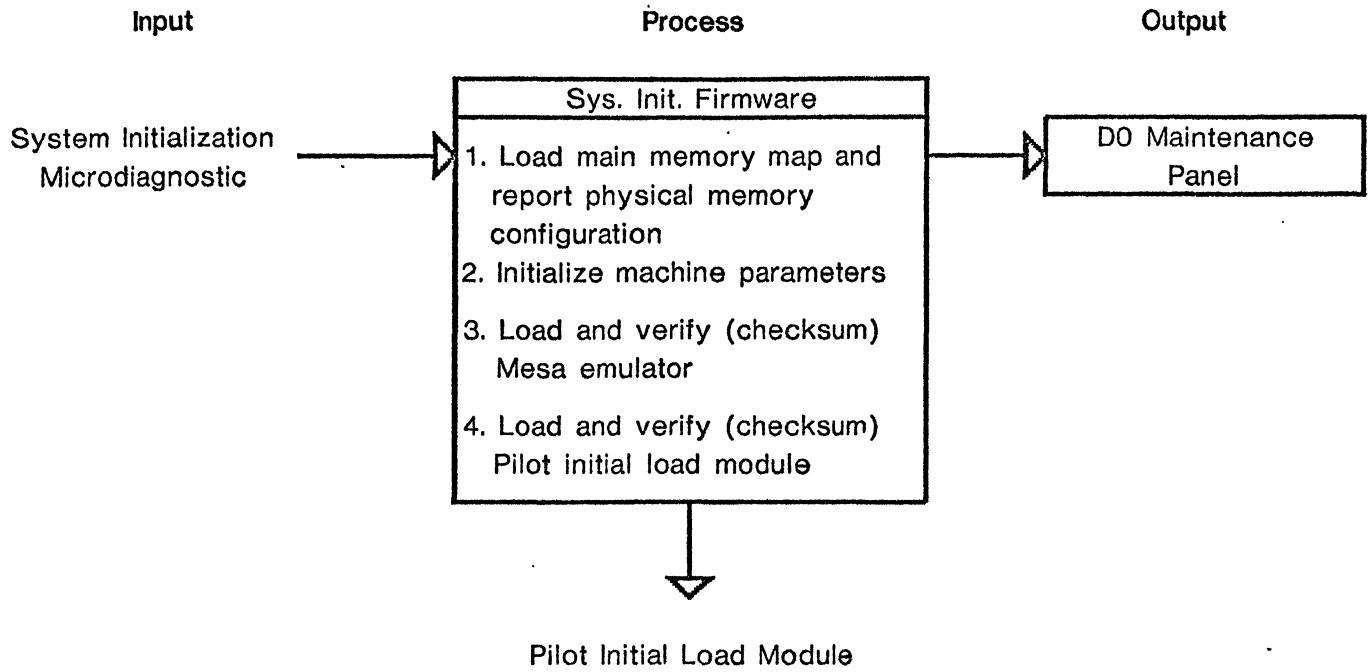 Input Process Output
Sys. Init. Firmware
System Initialization
Microdiagnostic
1. Load main memory map and
report physical memory
configuration
2. Initialize machine parameters
3. Load and verify (checksum)
Mesa emulator
4. Load and verify (checksum)
Pilot initial load module
D0 Maintenance
Panel
Pilot Initial Load Module